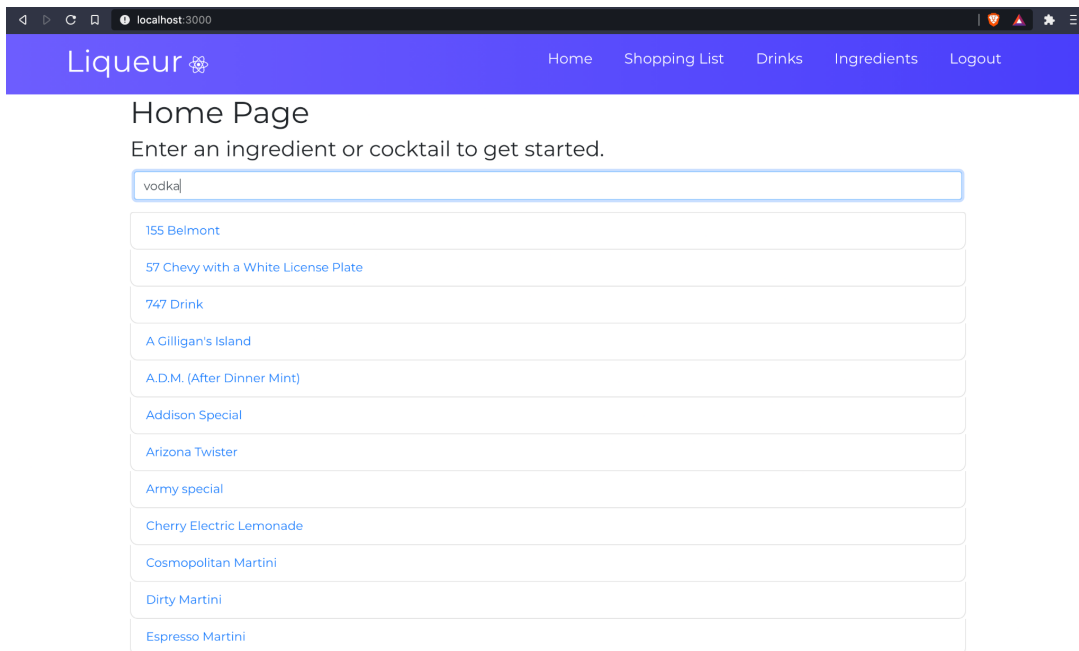 localhost:3000
Liqueur Home Shopping List Drinks Ingredients Logout
Home Page
Enter an ingredient or cocktail to get started.
vodka
155 Belmont
57 Chevy with a White License Plate
747 Drink
A Gilligan's Island
A.D.M. (After Dinner Mint)
Addison Special
Arizona Twister
Army special
Cherry Electric Lemonade
Cosmopolitan Martini
Dirty Martini
Espresso Martini